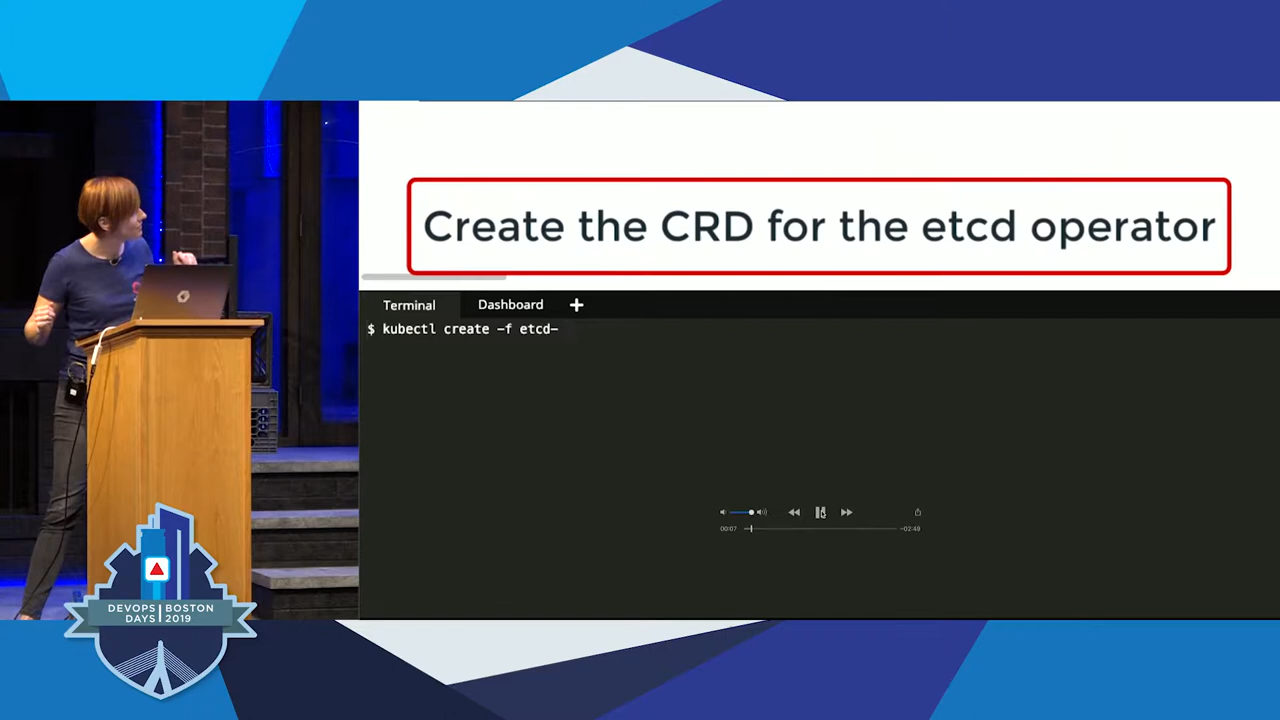 Create the CRD for the etcd operator
Terminal
Dashboard
+
$ kubectl create -f etcd-
00:07
-02:49
DEVOPS BOSTON
DAYS 2019